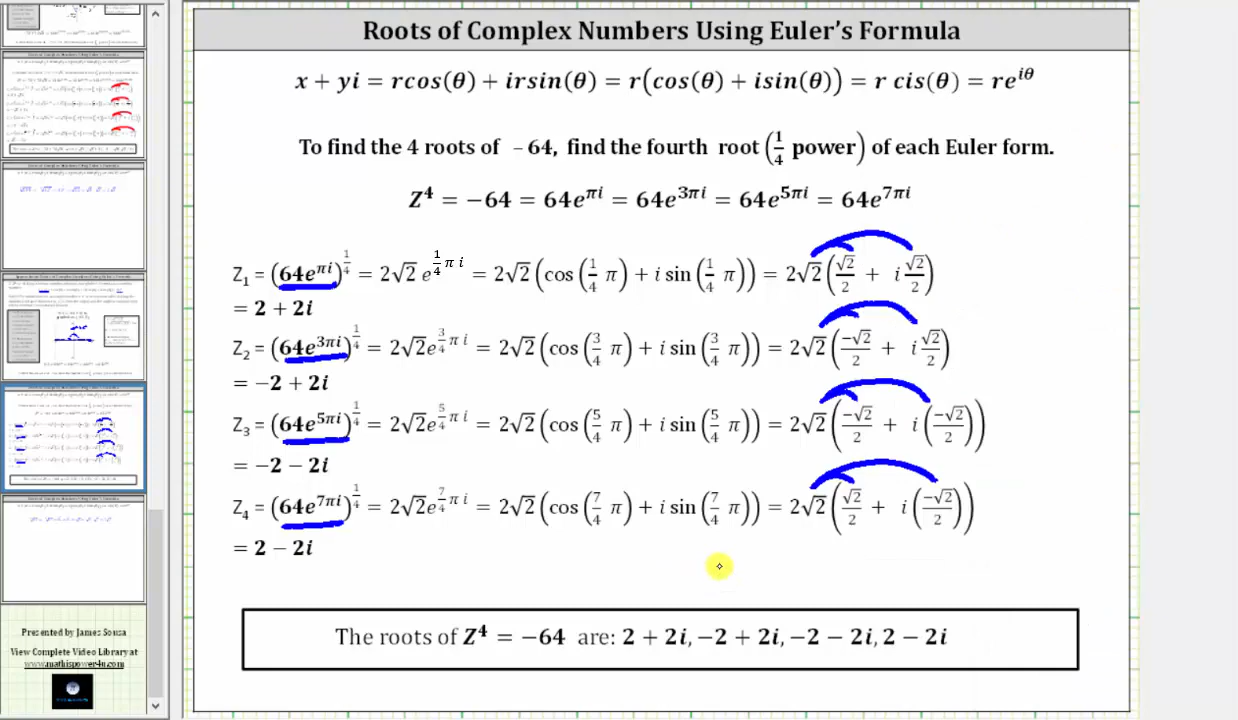 Roots of Complex Numbers Using Euler's Formula
x + yi = rcos(θ) + irsin(θ) = r(cos(θ) + isin(θ)) = r cis(θ) = re^{iθ}
To find the 4 roots of −64, find the fourth root (1/4 power) of each Euler form.
Z⁴ = −64 = 64e^{πi} = 64e^{3πi} = 64e^{5πi} = 64e^{7πi}
Z₁ = (64e^{πi})^{1/4} = 2√2 e^{1/4 π i} = 2√2 (cos(1/4 π) + i sin(1/4 π)) = 2√2(√2/2 + i √2/2)
= 2 + 2i
Z₂ = (64e^{3πi})^{1/4} = 2√2e^{3/4 π i} = 2√2 (cos(3/4 π) + i sin(3/4 π)) = 2√2(−√2/2 + i √2/2)
= −2 + 2i
Z₃ = (64e^{5πi})^{1/4} = 2√2e^{5/4 π i} = 2√2 (cos(5/4 π) + i sin(5/4 π)) = 2√2(−√2/2 + i(−√2/2))
= −2 − 2i
Z₄ = (64e^{7πi})^{1/4} = 2√2e^{7/4 π i} = 2√2 (cos(7/4 π) + i sin(7/4 π)) = 2√2(√2/2 + i(−√2/2))
= 2 − 2i
The roots of Z⁴ = −64 are: 2 + 2i, −2 + 2i, −2 − 2i, 2 − 2i
Presented by James Sousa
View Complete Video Library at
www.mathispower4u.com